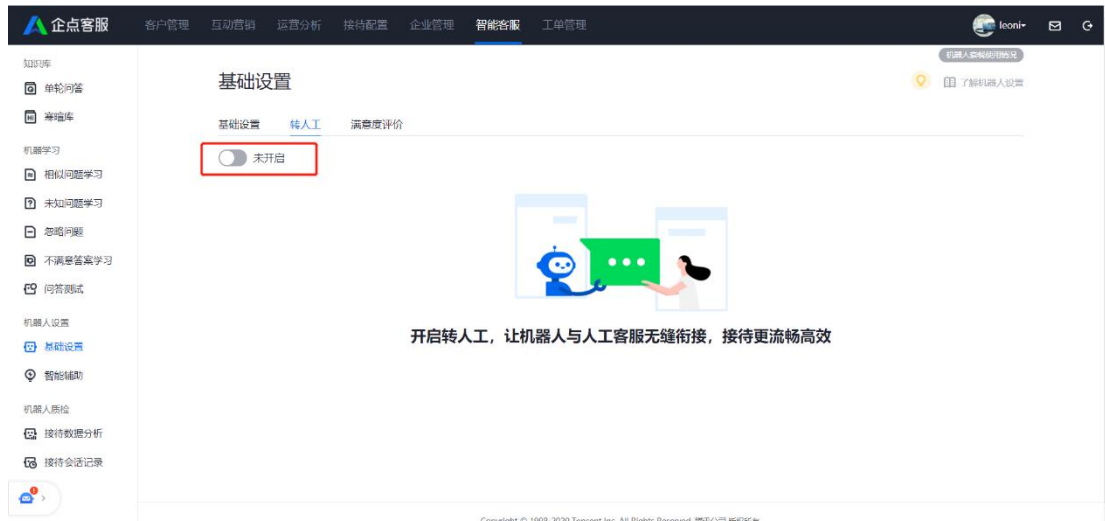 企点客服
客户管理 互动营销 运营分析 接待配置 企业管理 智能客服 工单管理
leoni
机器人套餐使用情况
知识库
单轮问答
寒暄库
机器学习
相似问题学习
未知问题学习
忽略问题
不满意答案学习
问答测试
机器人设置
基础设置
智能辅助
机器人质检
接待数据分析
接待会话记录
基础设置
了解机器人设置
基础设置 转人工 满意度评价
未开启
开启转人工，让机器人与人工客服无缝衔接，接待更流畅高效